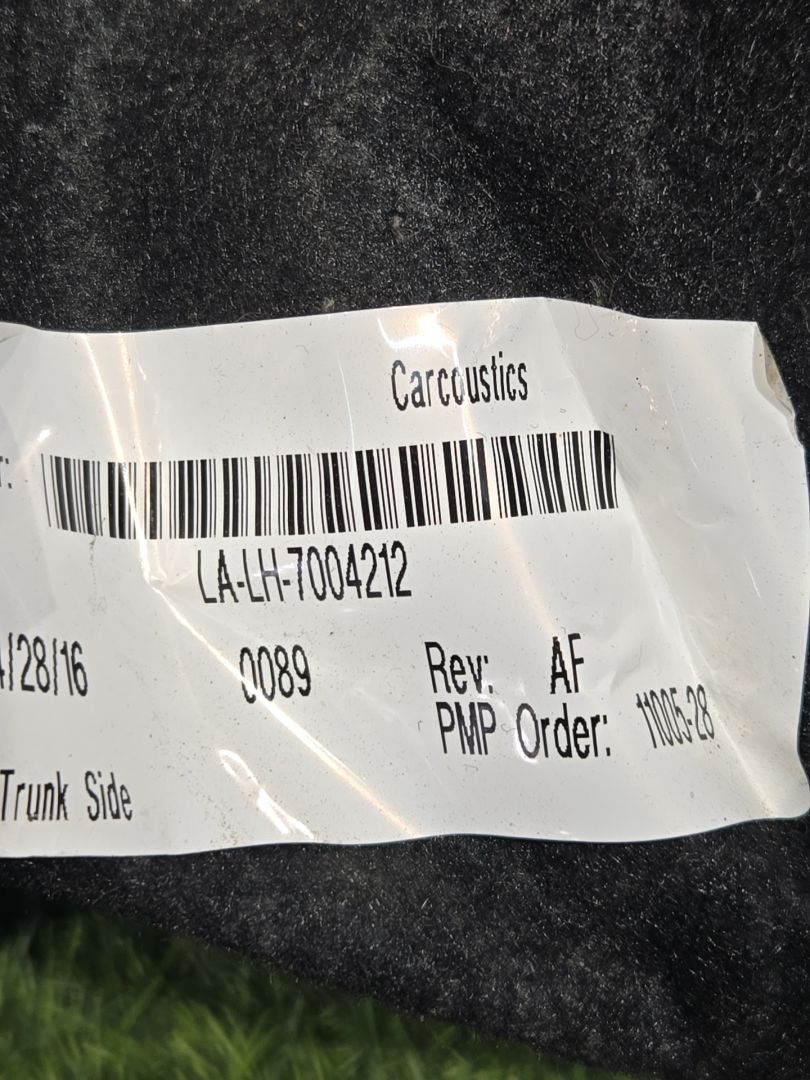 Carcoustics
r:
LA-LH-7004212
/28/16 0089 Rev: AF
PMP Order: 11005-28
Trunk Side